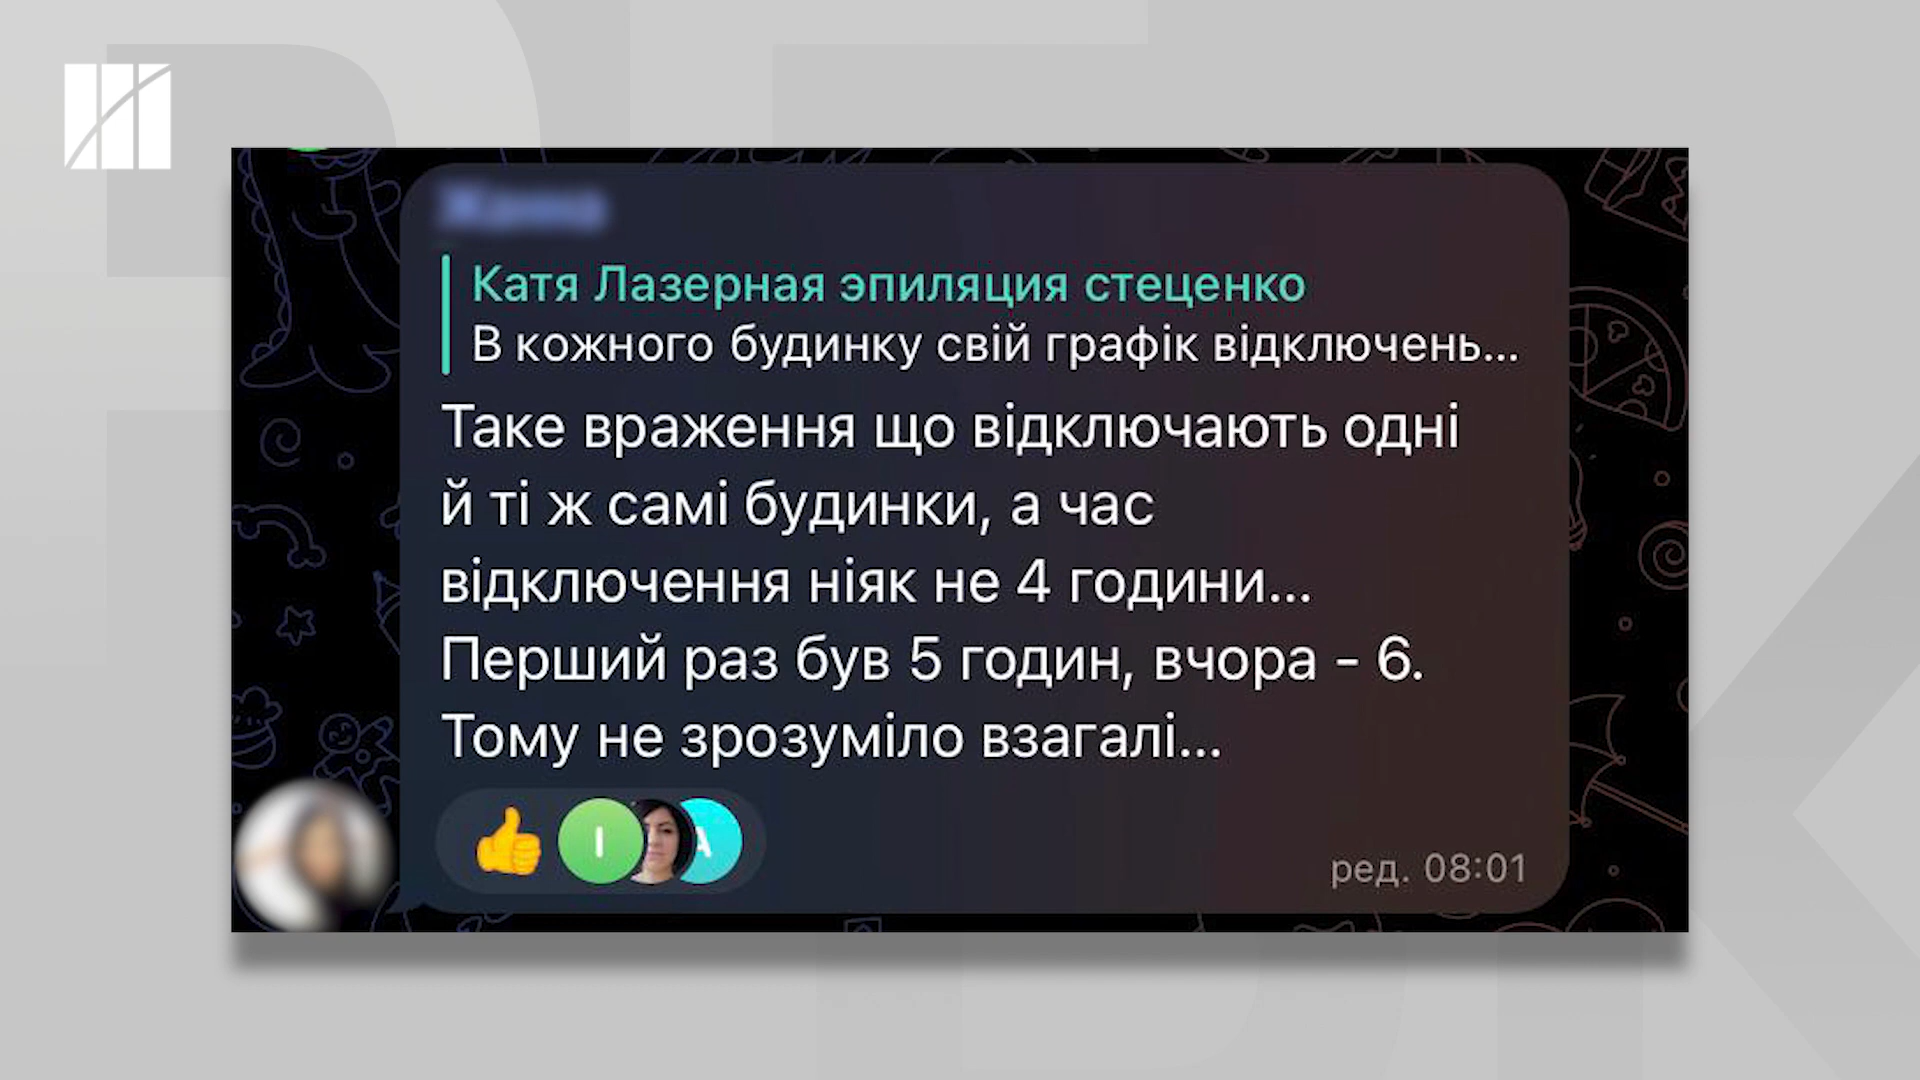 Катя Лазерная эпиляция стеценко
В кожного будинку свій графік відключень...
Таке враження що відключають одні
й ті ж самі будинки, а час
відключення ніяк не 4 години...
Перший раз був 5 годин, вчора - 6.
Тому не зрозуміло взагалі...
І
А
ред. 08:01